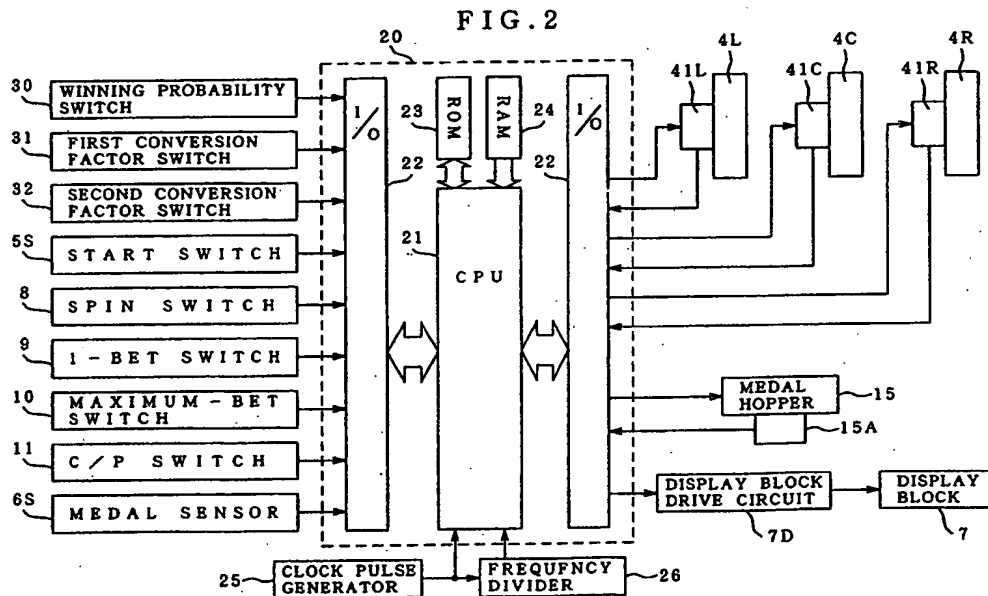 FIG.2
20
30
WINNING PROBABILITY
SWITCH
31
FIRST CONVERSION
FACTOR SWITCH
32
SECOND CONVERSION
FACTOR SWITCH
5S
START SWITCH
8
SPIN SWITCH
9
1-BET SWITCH
10
MAXIMUM-BET
SWITCH
11
C/P SWITCH
6S
MEDAL SENSOR
I/O
22
23
ROM
RAM
24
21
CPU
I/O
22
41L
4L
41C
4C
41R
4R
MEDAL
HOPPER
15
15A
DISPLAY BLOCK
DRIVE CIRCUIT
7D
DISPLAY
BLOCK
7
25
CLOCK PULSE
GENERATOR
FREQUFNCY
DIVIDER
26